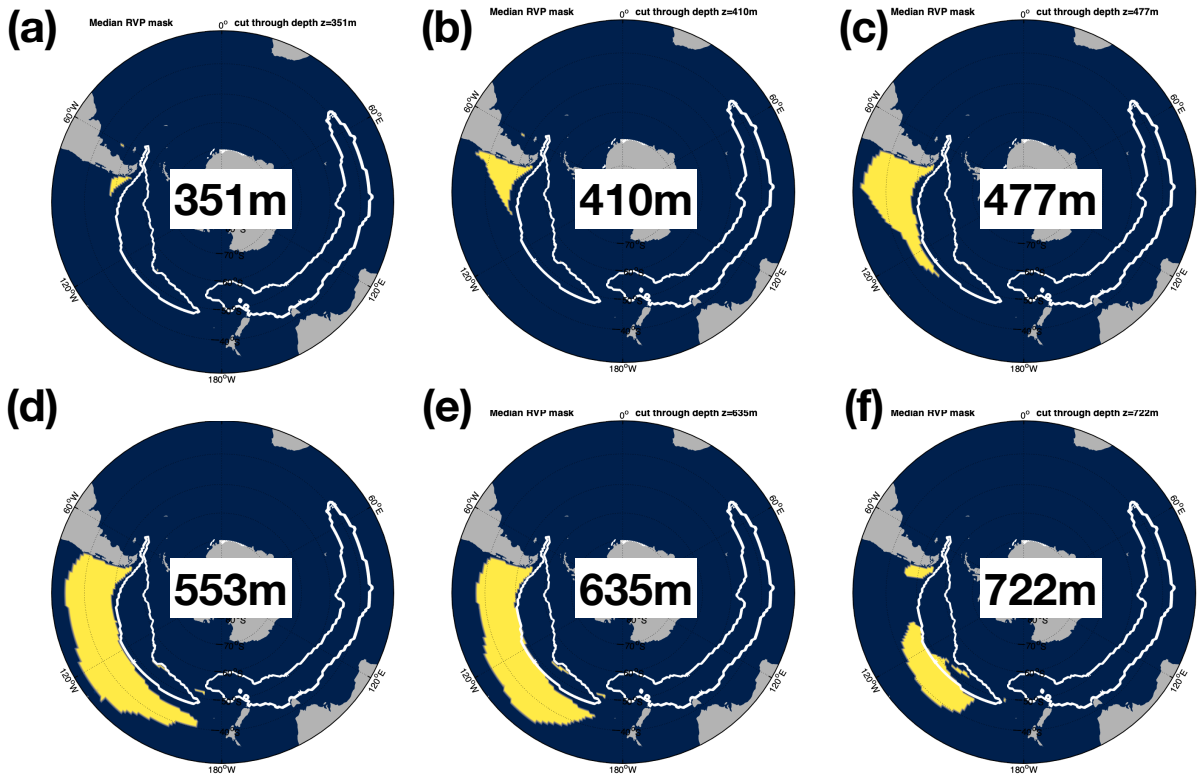 (a)
Median RVP mask
0° cut through depth z=351m
60°W
60°E
351m
−70°S
120°W
120°E
180°W
(b)
Median RVP mask
0° cut through depth z=410m
60°W
60°E
410m
−70°S
120°W
120°E
180°W
(c)
Median RVP mask
0° cut through depth z=477m
60°W
60°E
477m
−70°S
120°W
120°E
180°W
(d)
60°W
60°E
553m
120°W
120°E
180°W
(e)
Median RVP mask
0° cut through depth z=635m
60°W
60°E
635m
120°W
120°E
180°W
(f)
Median RVP mask
0° cut through depth z=722m
60°W
60°E
722m
120°W
120°E
180°W